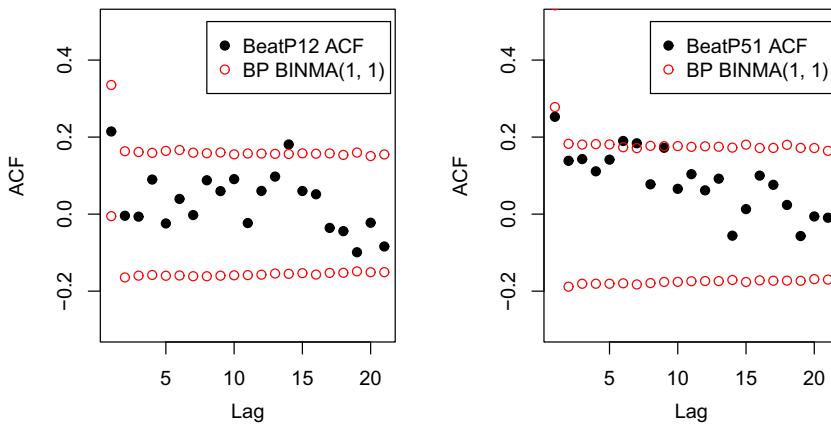 BeatP12 ACF
BP BINMA(1, 1)
ACF
0.4
0.2
0.0
−0.2
5
10
15
20
Lag
BeatP51 ACF
BP BINMA(1, 1)
ACF
0.4
0.2
0.0
−0.2
5
10
15
20
Lag